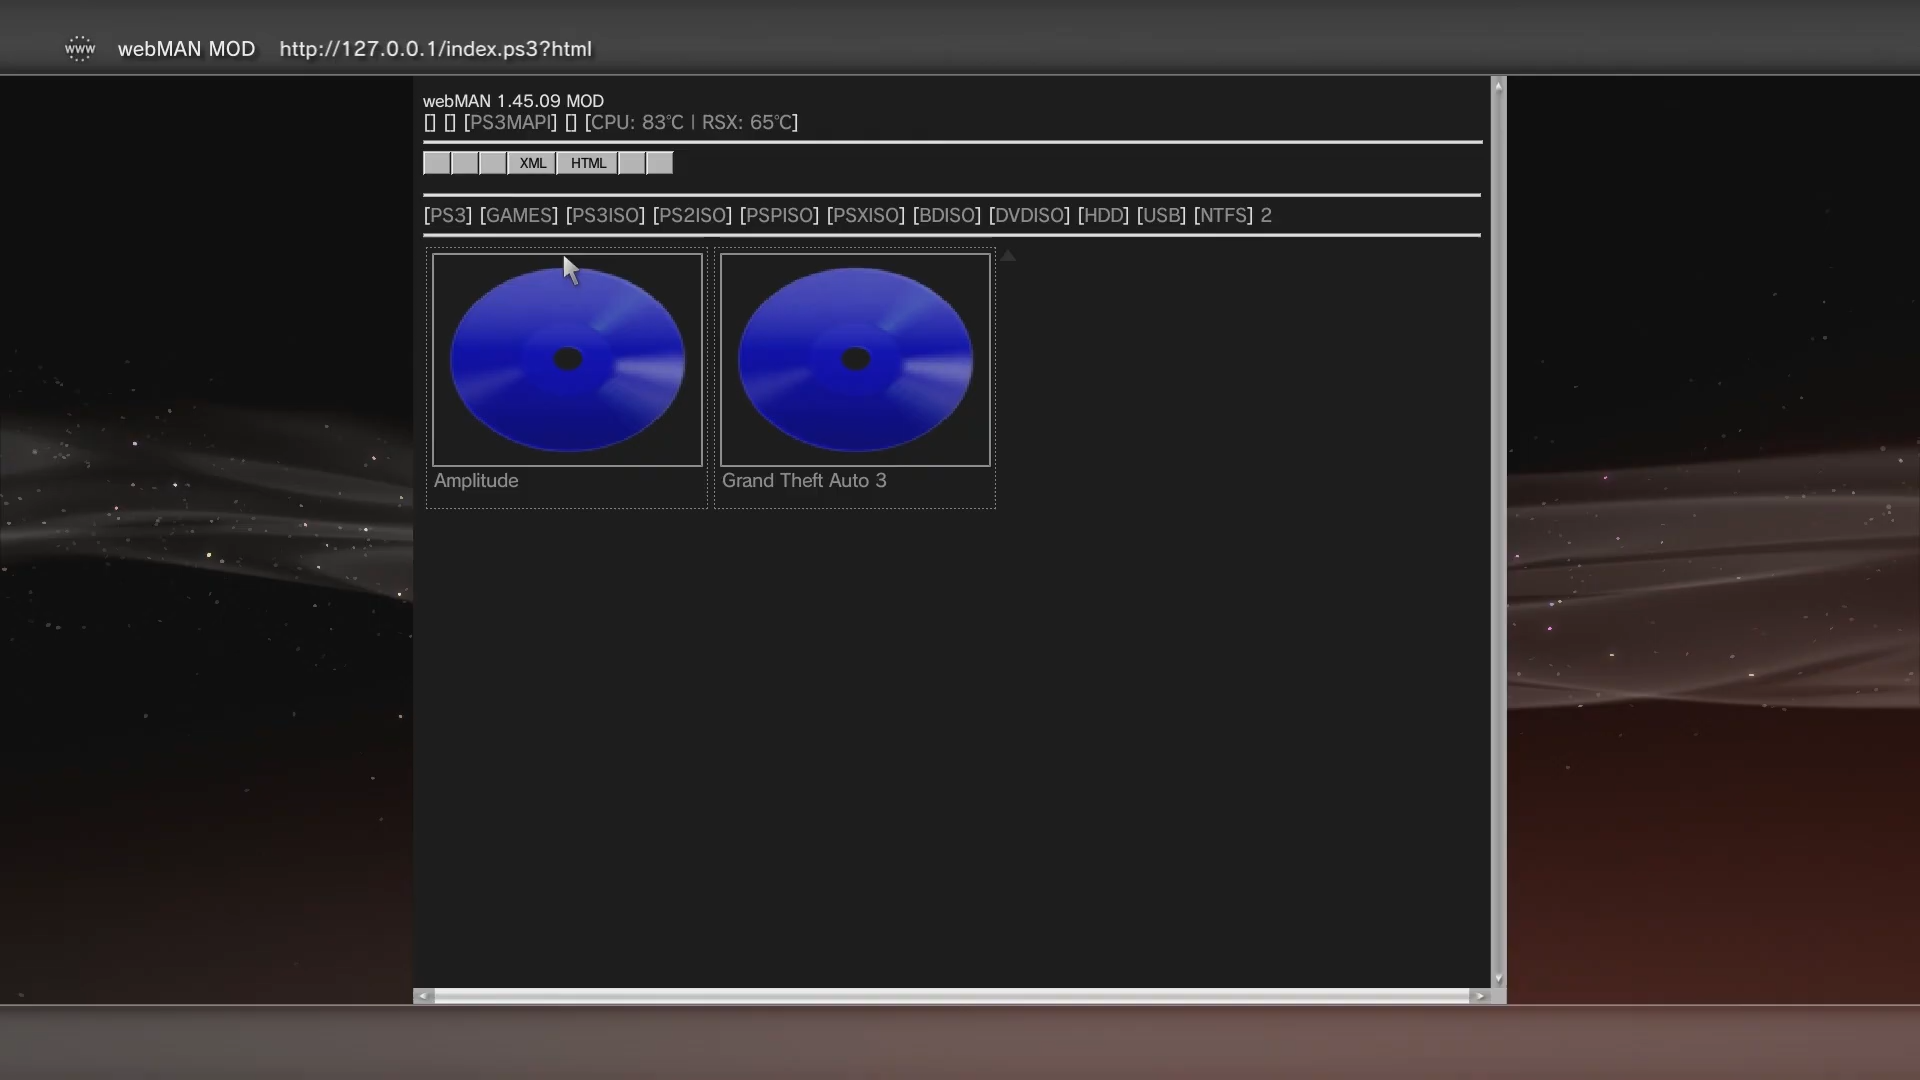 www webMAN MOD http://127.0.0.1/index.ps3?html
webMAN 1.45.09 MOD
[] [] [PS3MAPI] [] [CPU: 83°C | RSX: 65°C]
XML HTML
[PS3] [GAMES] [PS3ISO] [PS2ISO] [PSPISO] [PSXISO] [BDISO] [DVDISO] [HDD] [USB] [NTFS] 2
Amplitude
Grand Theft Auto 3